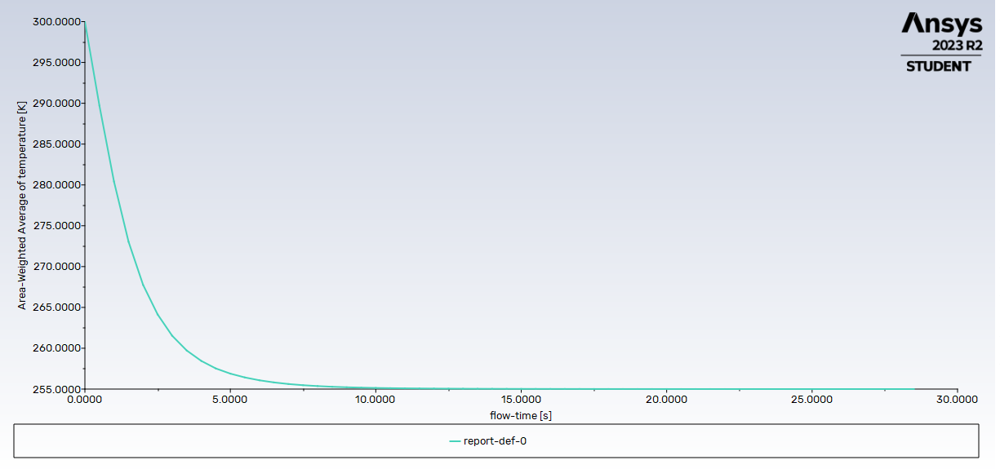 Ansys
2023 R2
STUDENT
Area-Weighted Average of temperature [K]
300.0000
295.0000
290.0000
285.0000
280.0000
275.0000
270.0000
265.0000
260.0000
255.0000
0.0000 5.0000 10.0000 15.0000 20.0000 25.0000 30.0000
flow-time [s]
report-def-0